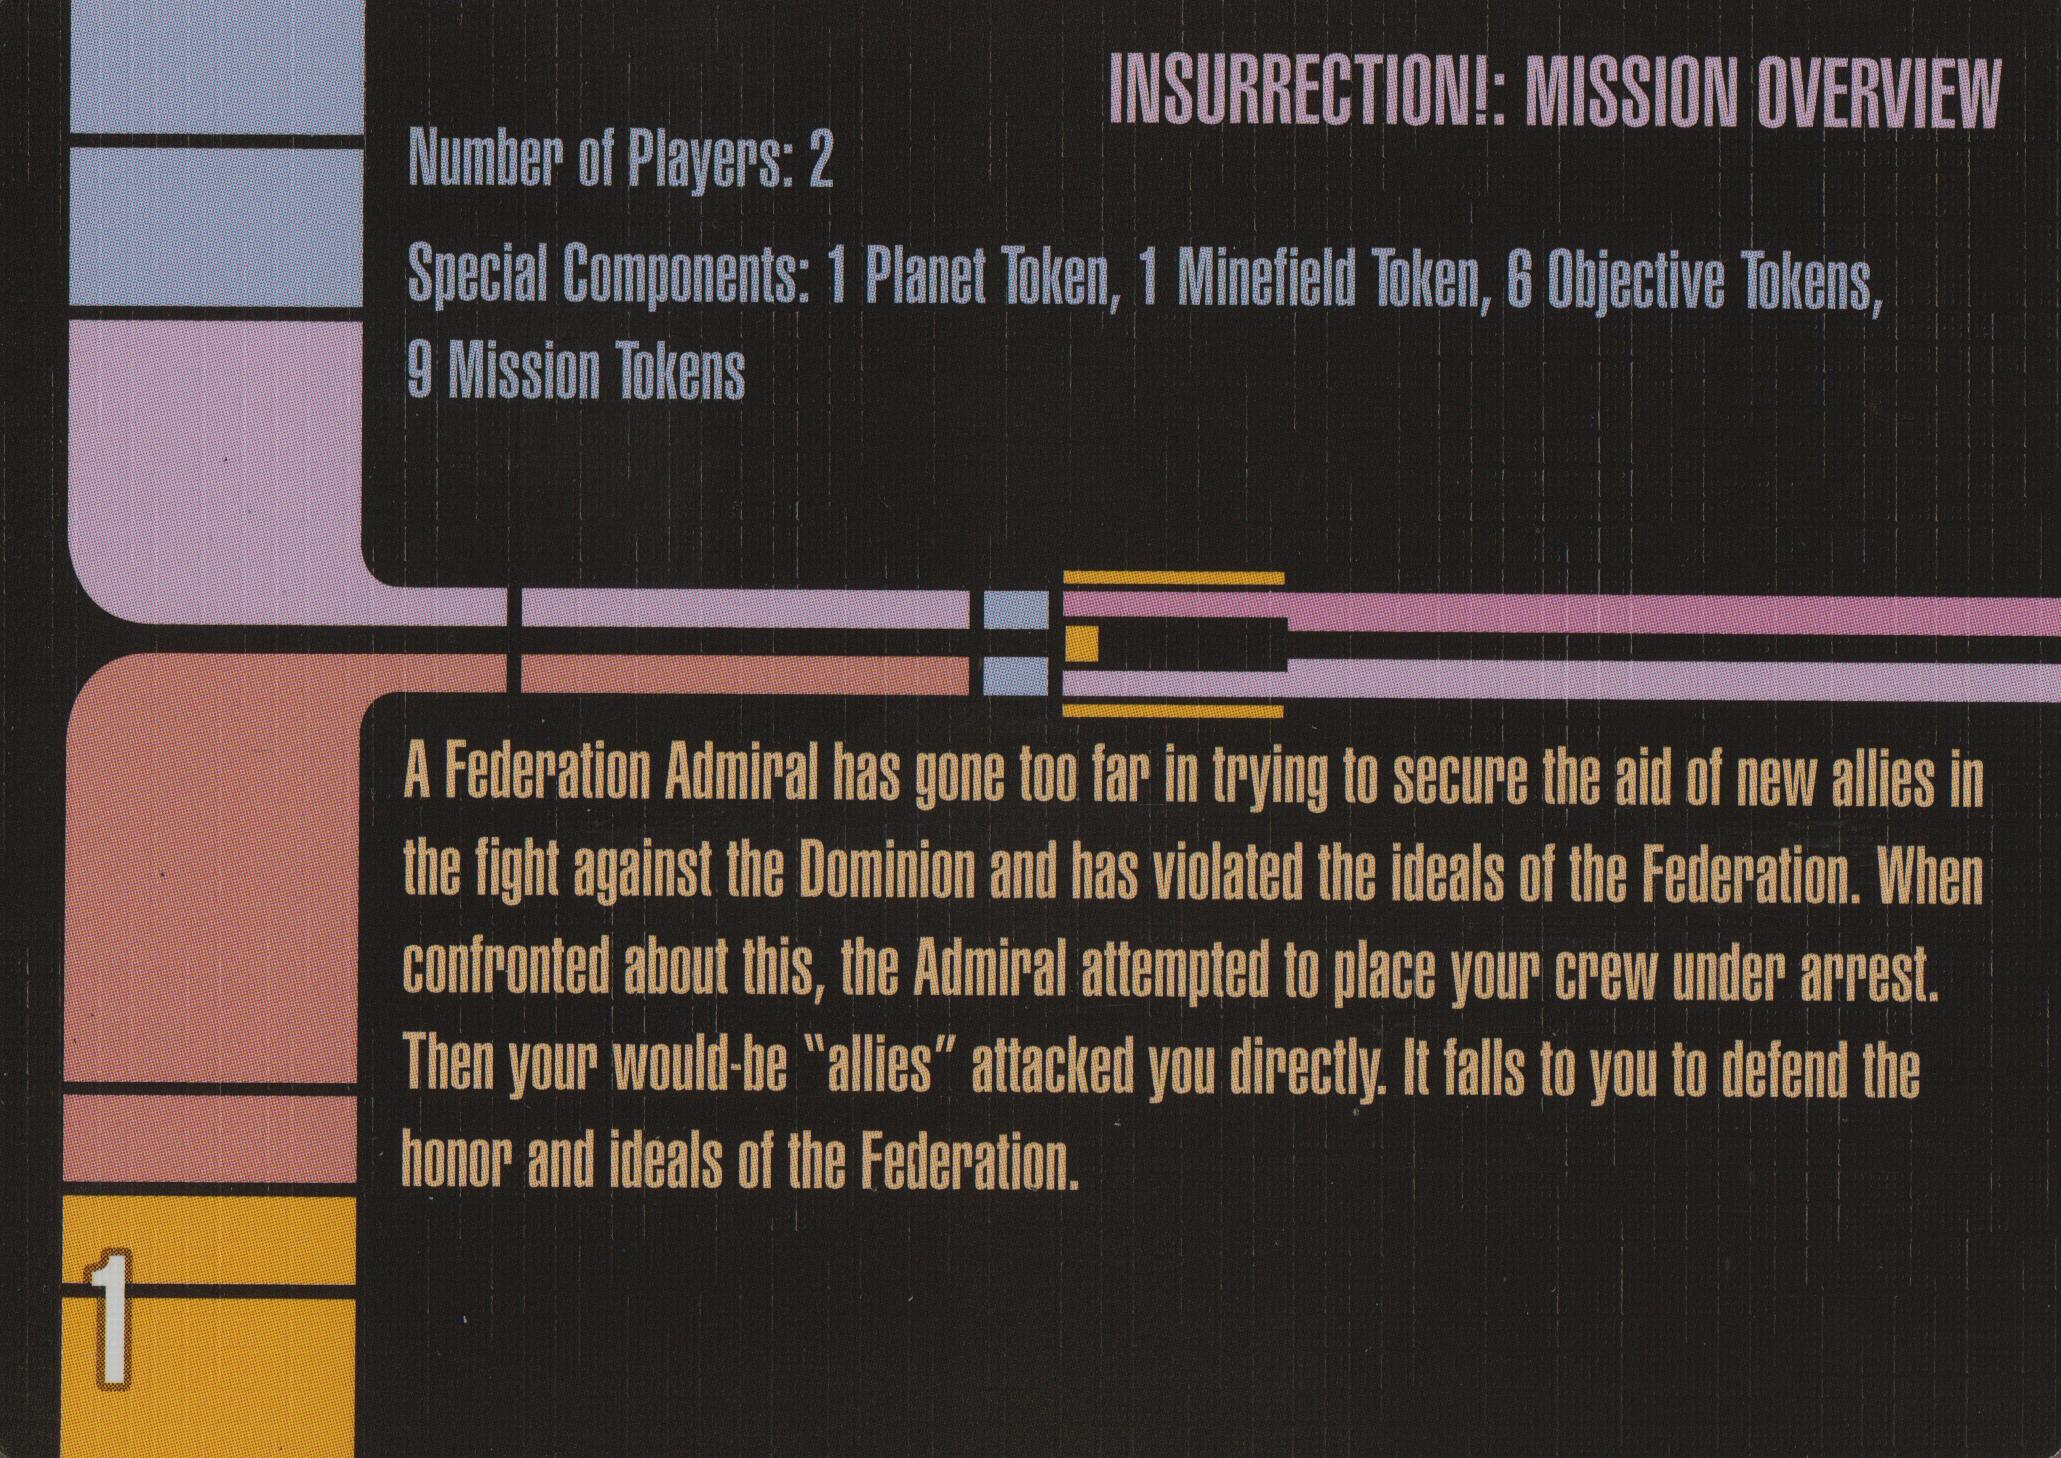 INSURRECTION!: MISSION OVERVIEW
Number of Players: 2
Special Components: 1 Planet Token, 1 Minefield Token, 6 Objective Tokens,
9 Mission Tokens
A Federation Admiral has gone too far in trying to secure the aid of new allies in
the fight against the Dominion and has violated the ideals of the Federation. When
confronted about this, the Admiral attempted to place your crew under arrest.
Then your would-be “allies” attacked you directly. It falls to you to defend the
honor and ideals of the Federation.
1